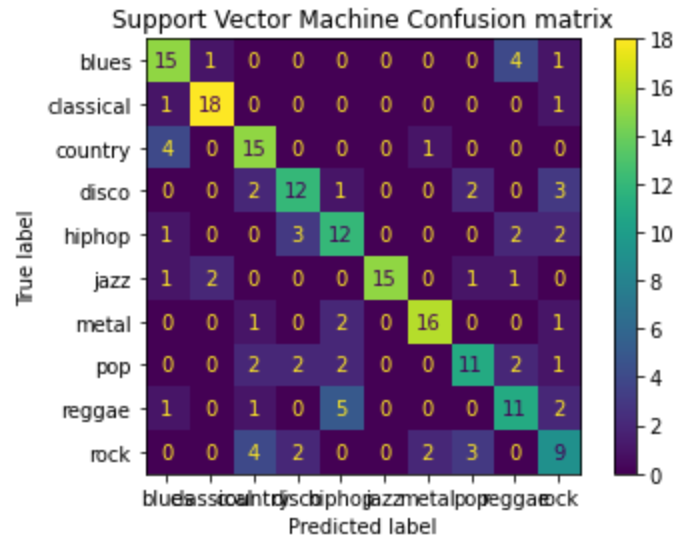 Support Vector Machine Confusion matrix
18
blues 15 1 0 0 0 0 0 0 4 1
16
classical 1 18 0 0 0 0 0 0 0 1
14
country 4 0 15 0 0 0 1 0 0 0
disco 0 0 2 12 1 0 2 0 3
12
hiphop 1 0 0 3 12 0 0 0 2 2
10
True label
jazz 1 2 0 0 0 15 0 1 1 0
8
metal 0 0 1 0 2 0 16 0 0 1
6
pop 0 0 2 2 2 0 0 11 2 1
4
reggae 1 0 1 0 5 0 0 0 11 2
2
rock 0 0 4 2 0 0 2 3 0 9
0
blues classical country disco hiphop jazz metal pop reggae rock
Predicted label